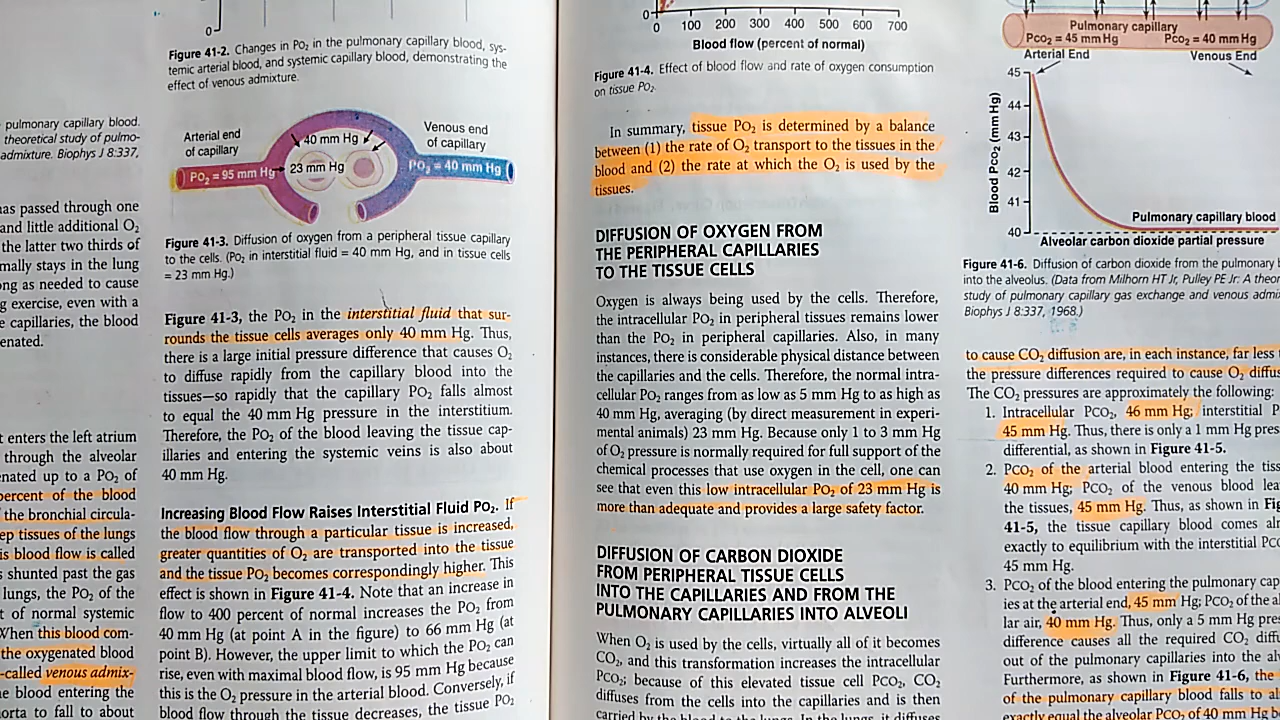 0
Figure 41-2. Changes in PO2 in the pulmonary capillary blood, sys-
temic arterial blood, and systemic capillary blood, demonstrating the
effect of venous admixture.
pulmonary capillary blood.
theoretical study of pulmo-
admixture. Biophys J 8:337,
Arterial end
of capillary
40 mm Hg
Venous end
of capillary
PO2 = 95 mm Hg
23 mm Hg
PO2 = 40 mm Hg
Figure 41-3. Diffusion of oxygen from a peripheral tissue capillary
to the cells. (PO2 in interstitial fluid = 40 mm Hg, and in tissue cells
= 23 mm Hg.)
has passed through one
and little additional O2
the latter two thirds of
mally stays in the lung
ong as needed to cause
g exercise, even with a
e capillaries, the blood
enated.
t enters the left atrium
through the alveolar
enated up to a PO2 of
percent of the blood
the bronchial circula-
ep tissues of the lungs
is blood flow is called
s shunted past the gas
lungs, the PO2 of the
t of normal systemic
When this blood com-
the oxygenated blood
-called venous admix-
he blood entering the
orta to fall to about
Figure 41-3, the PO2 in the interstitial fluid that sur-
rounds the tissue cells averages only 40 mm Hg. Thus,
there is a large initial pressure difference that causes O2
to diffuse rapidly from the capillary blood into the
tissues—so rapidly that the capillary PO2 falls almost
to equal the 40 mm Hg pressure in the interstitium.
Therefore, the PO2 of the blood leaving the tissue cap-
illaries and entering the systemic veins is also about
40 mm Hg.
Increasing Blood Flow Raises Interstitial Fluid PO2. If
the blood flow through a particular tissue is increased,
greater quantities of O2 are transported into the tissue
and the tissue PO2 becomes correspondingly higher. This
effect is shown in Figure 41-4. Note that an increase in
flow to 400 percent of normal increases the PO2 from
40 mm Hg (at point A in the figure) to 66 mm Hg (at
point B). However, the upper limit to which the PO2 can
rise, even with maximal blood flow, is 95 mm Hg because
this is the O2 pressure in the arterial blood. Conversely, if
blood flow through the tissue decreases, the tissue PO2
0
0 100 200 300 400 500 600 700
Blood flow (percent of normal)
Figure 41-4. Effect of blood flow and rate of oxygen consumption
on tissue PO2.
In summary, tissue PO2 is determined by a balance
between (1) the rate of O2 transport to the tissues in the
blood and (2) the rate at which the O2 is used by the
tissues.
DIFFUSION OF OXYGEN FROM
THE PERIPHERAL CAPILLARIES
TO THE TISSUE CELLS
Oxygen is always being used by the cells. Therefore,
the intracellular PO2 in peripheral tissues remains lower
than the PO2 in peripheral capillaries. Also, in many
instances, there is considerable physical distance between
the capillaries and the cells. Therefore, the normal intra-
cellular PO2 ranges from as low as 5 mm Hg to as high as
40 mm Hg, averaging (by direct measurement in experi-
mental animals) 23 mm Hg. Because only 1 to 3 mm Hg
of O2 pressure is normally required for full support of the
chemical processes that use oxygen in the cell, one can
see that even this low intracellular PO2 of 23 mm Hg is
more than adequate and provides a large safety factor.
DIFFUSION OF CARBON DIOXIDE
FROM PERIPHERAL TISSUE CELLS
INTO THE CAPILLARIES AND FROM THE
PULMONARY CAPILLARIES INTO ALVEOLI
When O2 is used by the cells, virtually all of it becomes
CO2, and this transformation increases the intracellular
PCO2; because of this elevated tissue cell PCO2, CO2
diffuses from the cells into the capillaries and is then
carried by the blood to the lungs. In the lungs, it diffuses
Pulmonary capillary
PCO2 = 45 mm Hg PCO2 = 40 mm Hg
Arterial End Venous End
Blood PCO2 (mm Hg)
45
44
43
42
41
40
Pulmonary capillary blood
Alveolar carbon dioxide partial pressure
Figure 41-6. Diffusion of carbon dioxide from the pulmonary
into the alveolus. (Data from Milhorn HT Jr, Pulley PE Jr: A theor
study of pulmonary capillary gas exchange and venous admix
Biophys J 8:337, 1968.)
to cause CO2 diffusion are, in each instance, far less
the pressure differences required to cause O2 diffus
The CO2 pressures are approximately the following:
1. Intracellular PCO2, 46 mm Hg; interstitial P
45 mm Hg. Thus, there is only a 1 mm Hg pres
differential, as shown in Figure 41-5.
2. PCO2 of the arterial blood entering the tiss
40 mm Hg; PCO2 of the venous blood lea
the tissues, 45 mm Hg. Thus, as shown in Fig
41-5, the tissue capillary blood comes al
exactly to equilibrium with the interstitial PCO
45 mm Hg.
3. PCO2 of the blood entering the pulmonary cap
ies at the arterial end, 45 mm Hg; PCO2 of the al
lar air, 40 mm Hg. Thus, only a 5 mm Hg pres
difference causes all the required CO2 diff
out of the pulmonary capillaries into the alv
Furthermore, as shown in Figure 41-6, the
of the pulmonary capillary blood falls to al
exactly equal the alveolar PCO2 of 40 mm Hg b